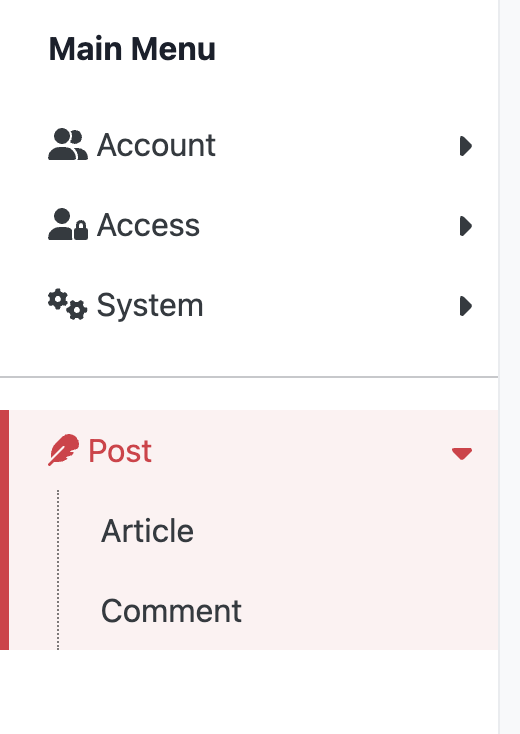 Main Menu
Account
Access
System
Post
Article
Comment